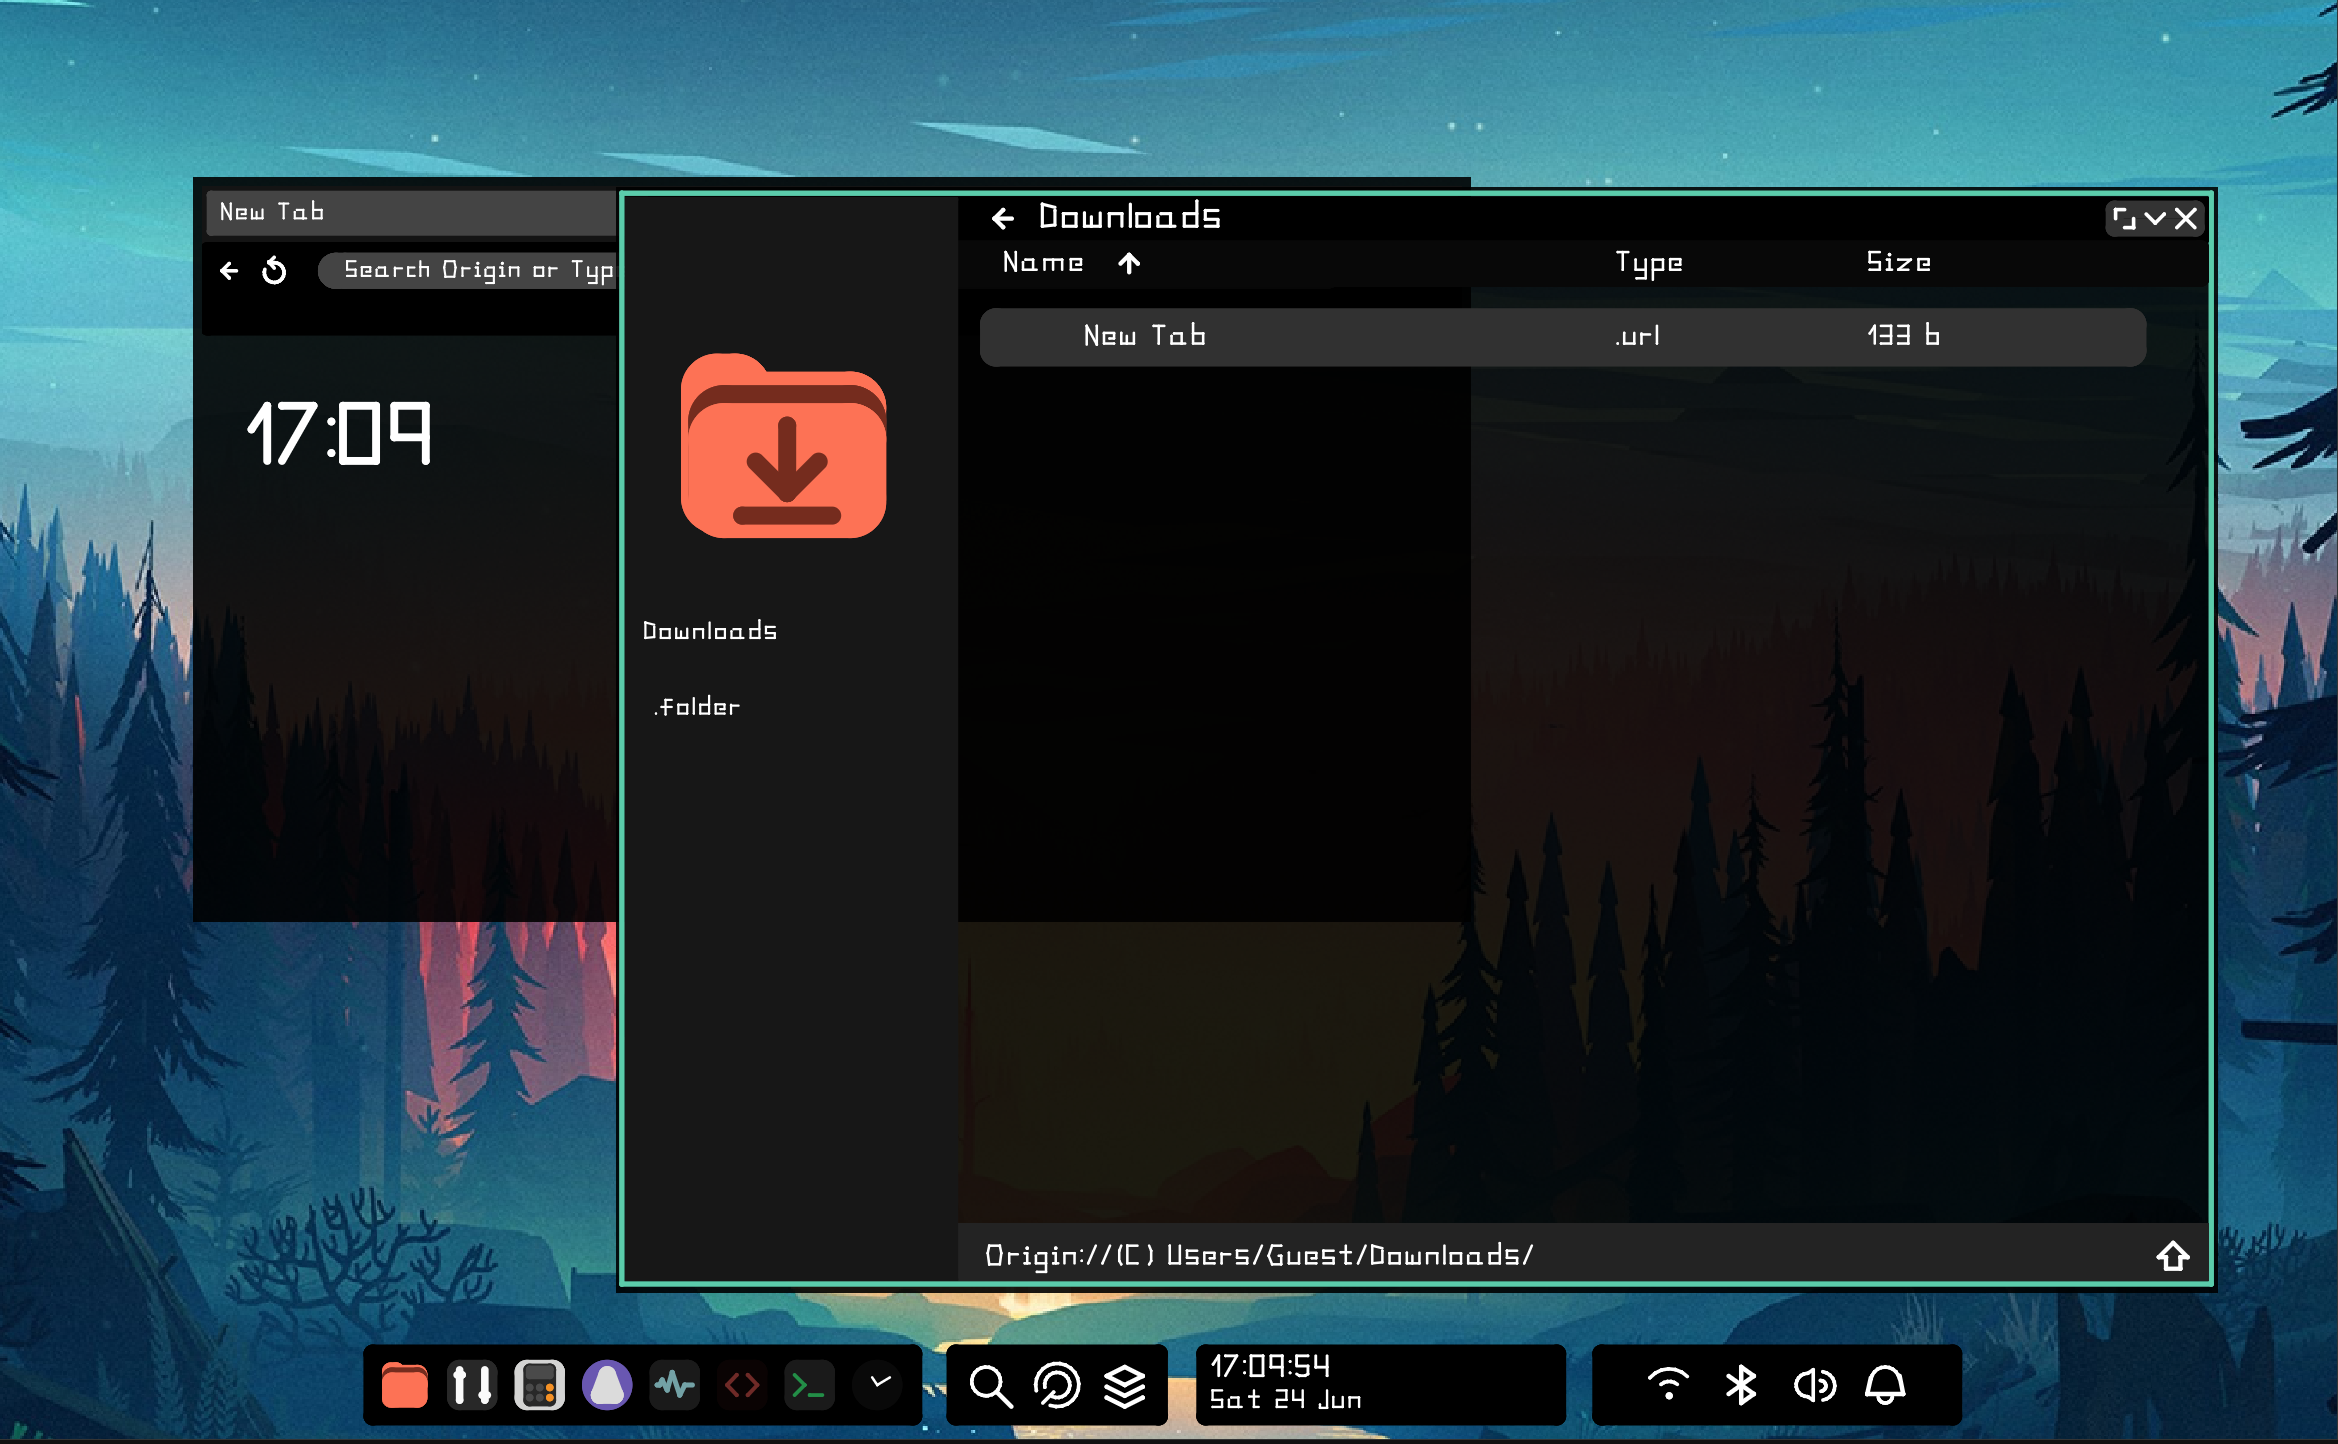 New Tab
Search Origin or Typ
17:09
Downloads
Name Type Size
New Tab .url 133 b
Downloads
.folder
Origin://(C) Users/Guest/Downloads/
17:09:54
Sat 24 Jun